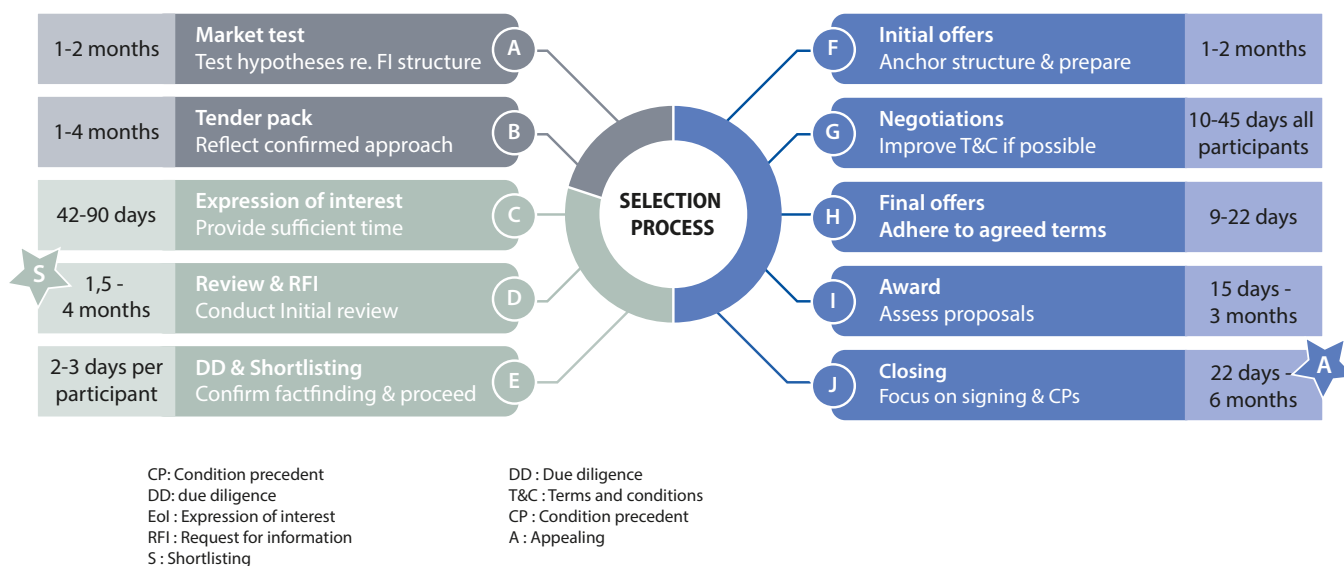 1-2 months
Market test
Test hypotheses re. FI structure
A
1-4 months
Tender pack
Reflect confirmed approach
B
42-90 days
Expression of interest
Provide sufficient time
C
S
1,5 -
4 months
Review & RFI
Conduct Initial review
D
2-3 days per
participant
DD & Shortlisting
Confirm factfinding & proceed
E
SELECTION
PROCESS
F
Initial offers
Anchor structure & prepare
1-2 months
G
Negotiations
Improve T&C if possible
10-45 days all
participants
H
Final offers
Adhere to agreed terms
9-22 days
I
Award
Assess proposals
15 days -
3 months
J
Closing
Focus on signing & CPs
22 days -
6 months
A
CP: Condition precedent
DD: due diligence
EoI : Expression of interest
RFI : Request for information
S : Shortlisting
DD : Due diligence
T&C : Terms and conditions
CP : Condition precedent
A : Appealing